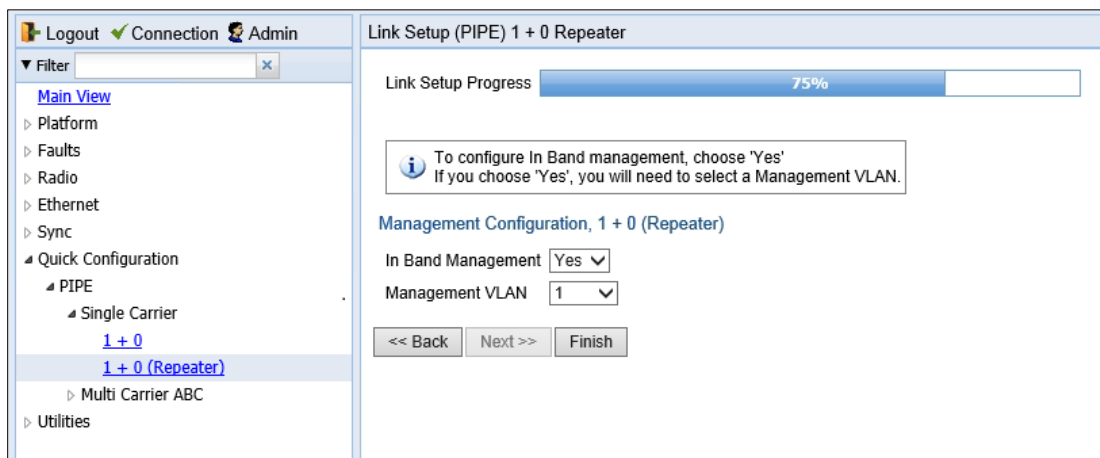 Logout Connection Admin
Filter
Main View
Platform
Faults
Radio
Ethernet
Sync
Quick Configuration
PIPE
Single Carrier
1 + 0
1 + 0 (Repeater)
Multi Carrier ABC
Utilities
Link Setup (PIPE) 1 + 0 Repeater
Link Setup Progress 75%
To configure In Band management, choose 'Yes'
If you choose 'Yes', you will need to select a Management VLAN.
Management Configuration, 1 + 0 (Repeater)
In Band Management Yes
Management VLAN 1
<< Back Next >> Finish